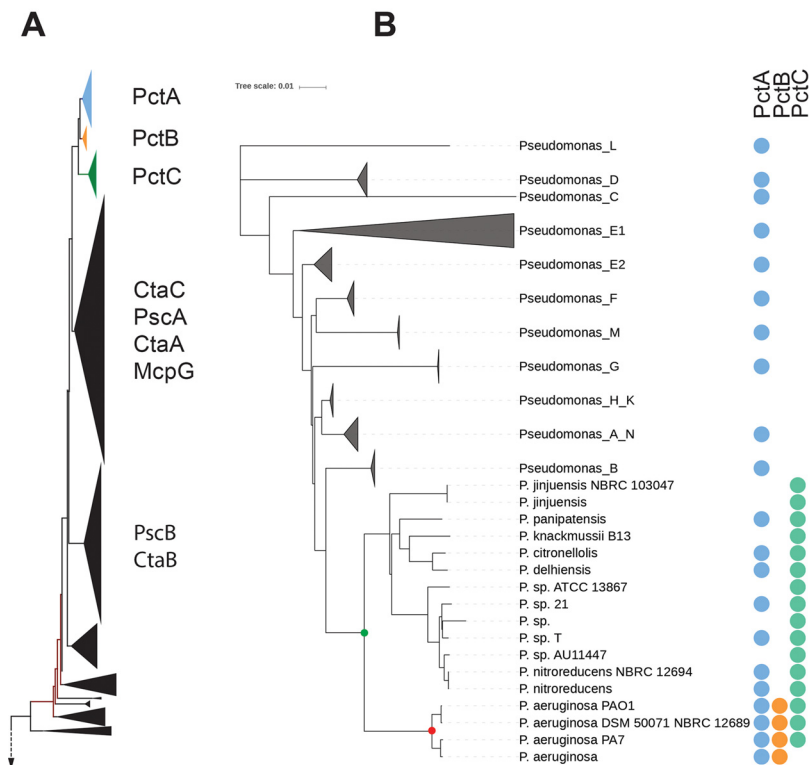 A
B
PctA
PctB
PctC
CtaC
PscA
CtaA
McpG
PscB
CtaB
Tree scale: 0.01
PctA
PctB
PctC
Pseudomonas_L
Pseudomonas_D
Pseudomonas_C
Pseudomonas_E1
Pseudomonas_E2
Pseudomonas_F
Pseudomonas_M
Pseudomonas_G
Pseudomonas_H_K
Pseudomonas_A_N
Pseudomonas_B
P. jinjuensis NBRC 103047
P. jinjuensis
P. panipatensis
P. knackmussii B13
P. citronellolis
P. delhiensis
P. sp. ATCC 13867
P. sp. 21
P. sp.
P. sp. T
P. sp. AU11447
P. nitroreducens NBRC 12694
P. nitroreducens
P. aeruginosa PAO1
P. aeruginosa DSM 50071 NBRC 12689
P. aeruginosa PA7
P. aeruginosa